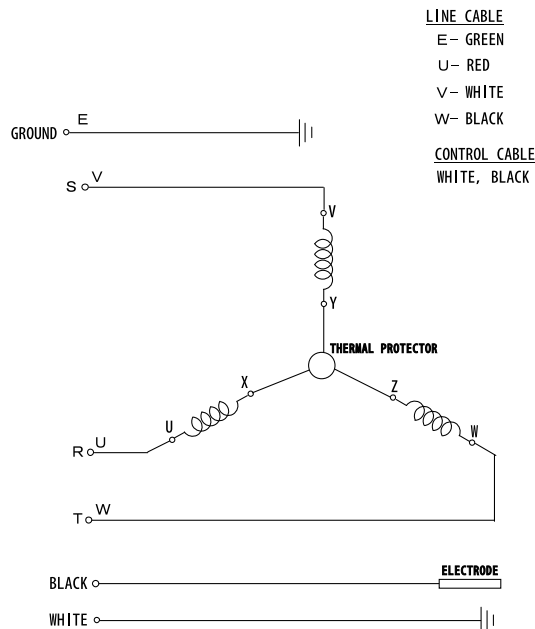 LINE CABLE
E- GREEN
U- RED
V- WHITE
W- BLACK
CONTROL CABLE
WHITE, BLACK
GROUND E
S V
V
Y
THERMAL PROTECTOR
X
Z
U
W
R U
T W
ELECTRODE
BLACK
WHITE